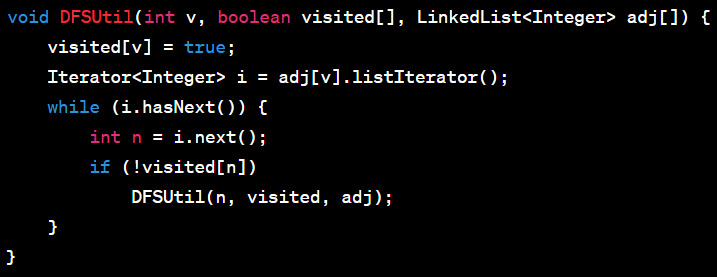 void DFSUtil(int v, boolean visited[], LinkedList<Integer> adj[]) {
    visited[v] = true;
    Iterator<Integer> i = adj[v].listIterator();
    while (i.hasNext()) {
        int n = i.next();
        if (!visited[n])
            DFSUtil(n, visited, adj);
    }
}